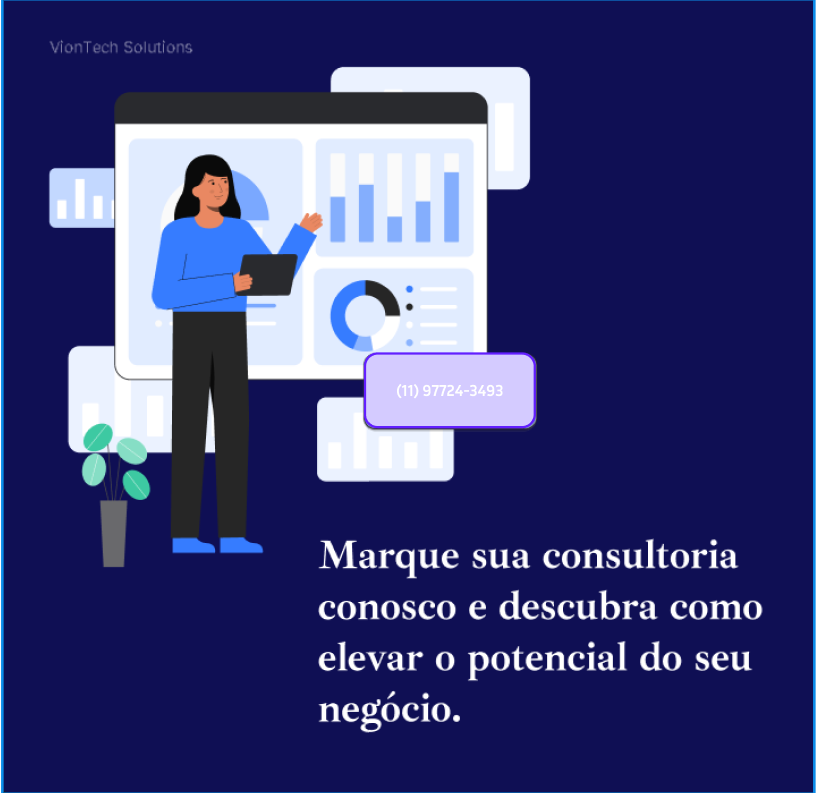 VionTech Solutions
(11) 97724-3493
Marque sua consultoria
conosco e descubra como
elevar o potencial do seu
negócio.